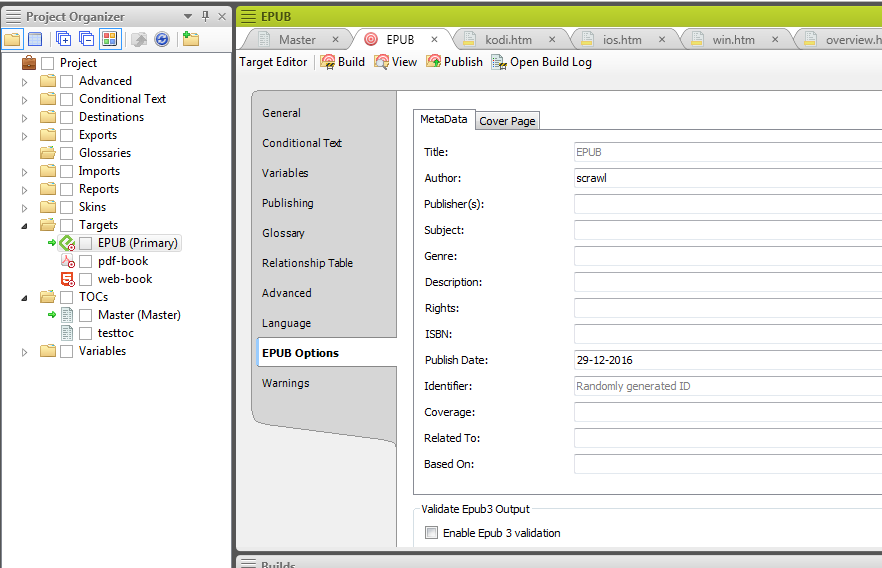 Project Organizer
Project
Advanced
Conditional Text
Destinations
Exports
Glossaries
Imports
Reports
Skins
Targets
EPUB (Primary)
pdf-book
web-book
TOCs
Master (Master)
testtoc
Variables
EPUB
Master
EPUB
kodi.htm
ios.htm
win.htm
overview.h
Target Editor Build View Publish Open Build Log
General
Conditional Text
Variables
Publishing
Glossary
Relationship Table
Advanced
Language
EPUB Options
Warnings
MetaData Cover Page
Title: EPUB
Author: scrawl
Publisher(s):
Subject:
Genre:
Description:
Rights:
ISBN:
Publish Date: 29-12-2016
Identifier: Randomly generated ID
Coverage:
Related To:
Based On:
Validate Epub3 Output
Enable Epub 3 validation
Builds